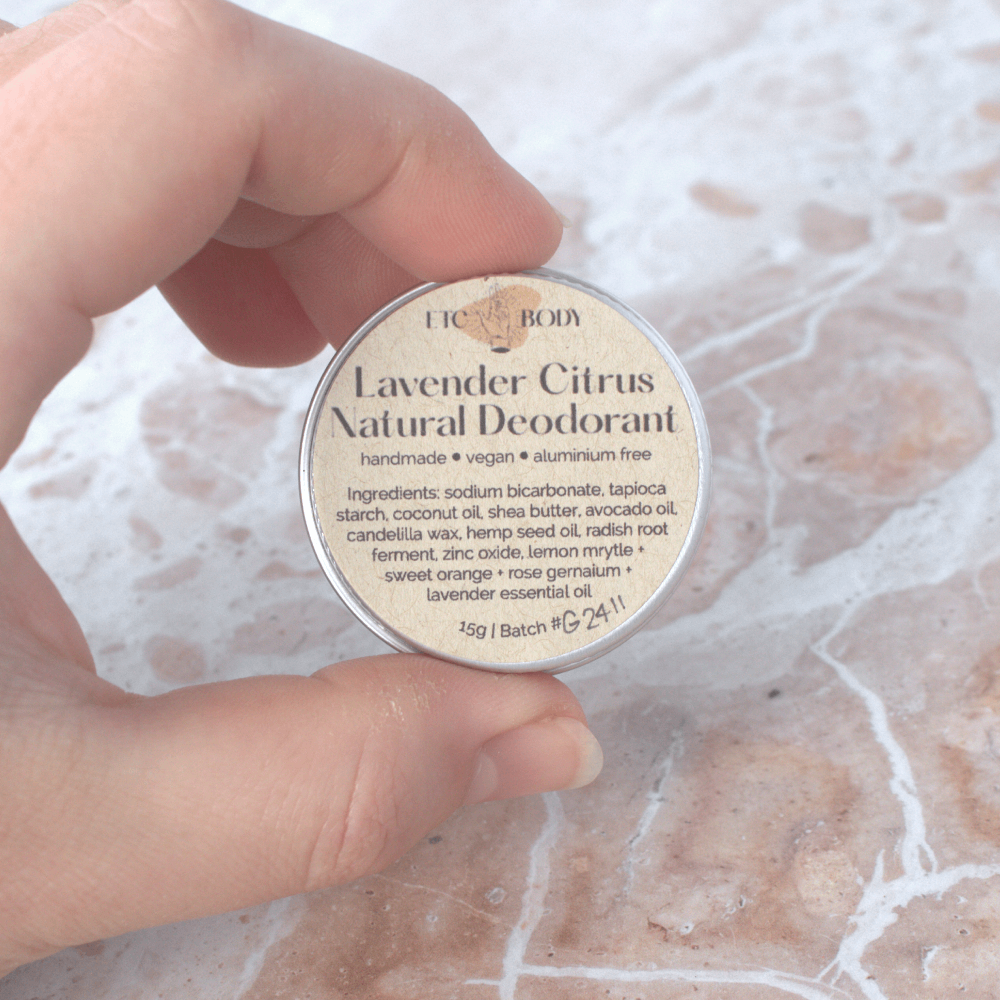 ETC BODY
Lavender Citrus
Natural Deodorant
handmade • vegan • aluminium free
Ingredients: sodium bicarbonate, tapioca
starch, coconut oil, shea butter, avocado oil,
candelilla wax, hemp seed oil, radish root
ferment, zinc oxide, lemon mrytle +
sweet orange + rose gernaium +
lavender essential oil
15g | Batch #G2411